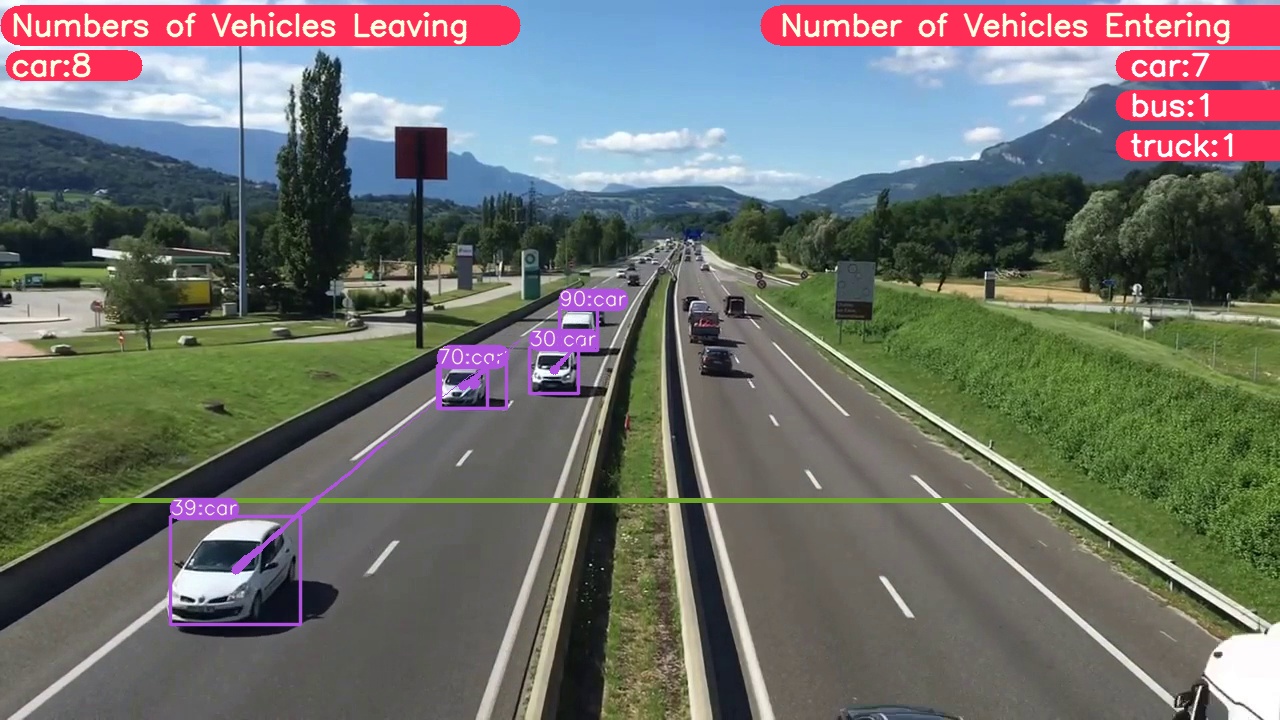 Numbers of Vehicles Leaving
car:8
Number of Vehicles Entering
car:7
bus:1
truck:1
90:car
30 car
70:car
39:car